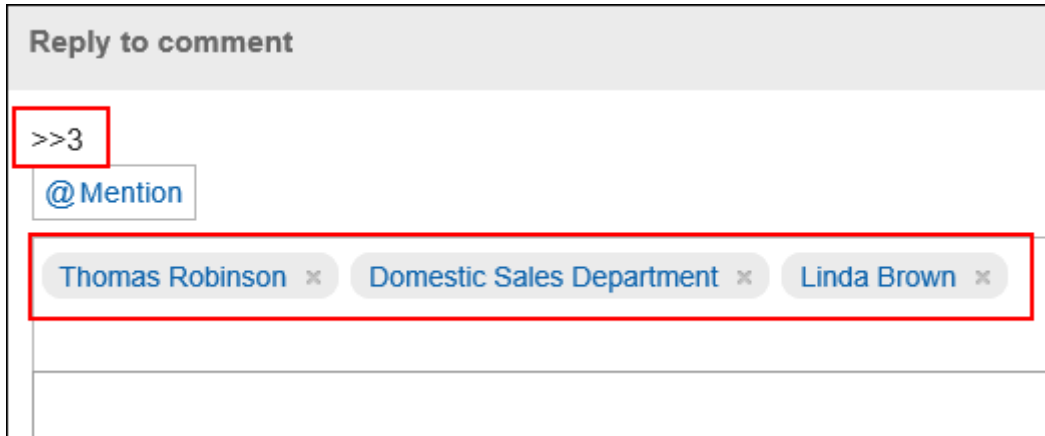 Reply to comment
>>3
@Mention
Thomas Robinson × Domestic Sales Department × Linda Brown ×